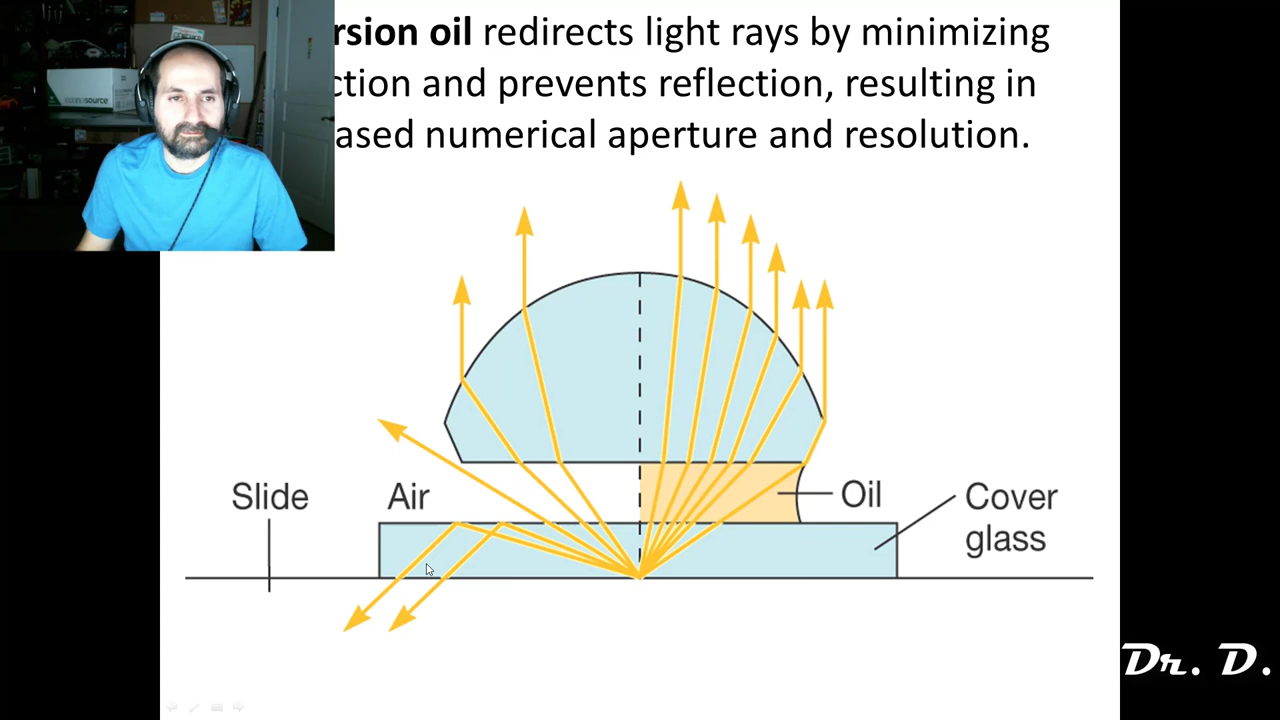 rsion oil redirects light rays by minimizing
ction and prevents reflection, resulting in
ased numerical aperture and resolution.
Slide
Air
Oil
Cover
glass
Dr. D.